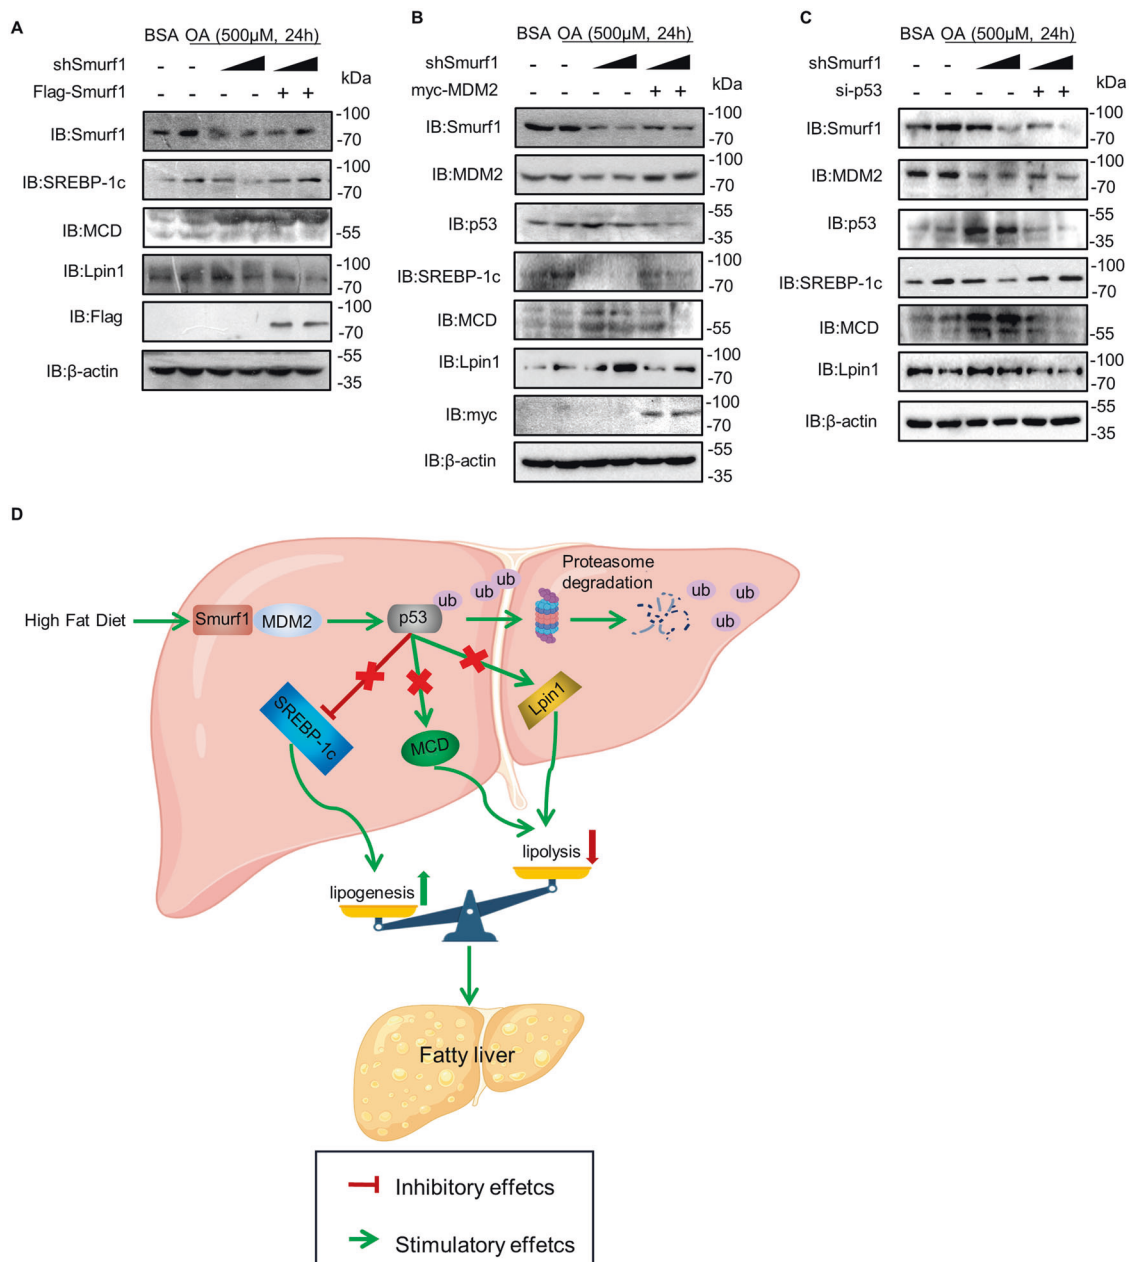 A
BSA OA (500μM, 24h)
shSmurf1 - -
kDa
Flag-Smurf1 - - - - + +
IB:Smurf1
-100
-70
IB:SREBP-1c
-100
-70
IB:MCD
-55
IB:Lpin1
-100
-70
IB:Flag
-100
-70
IB:β-actin
-55
-35
B
BSA OA (500μM, 24h)
shSmurf1 - -
myc-MDM2 - - - - + + kDa
IB:Smurf1
-100
-70
IB:MDM2
-100
-70
IB:p53
-55
-35
IB:SREBP-1c
-100
-70
IB:MCD
-55
IB:Lpin1
-100
-70
IB:myc
-100
-70
IB:β-actin
-55
-35
C
BSA OA (500μM, 24h)
shSmurf1 - -
si-p53 - - - - + + kDa
IB:Smurf1
-100
-70
IB:MDM2
-100
-70
IB:p53
-55
-35
IB:SREBP-1c
-100
-70
IB:MCD
-55
IB:Lpin1
-100
-70
IB:β-actin
-55
-35
D
High Fat Diet
Smurf1
MDM2
p53
ub
ub
ub
Proteasome
degradation
ub
ub
ub
SREBP-1c
MCD
Lpin1
lipolysis
lipogenesis
Fatty liver
Inhibitory effetcs
Stimulatory effetcs